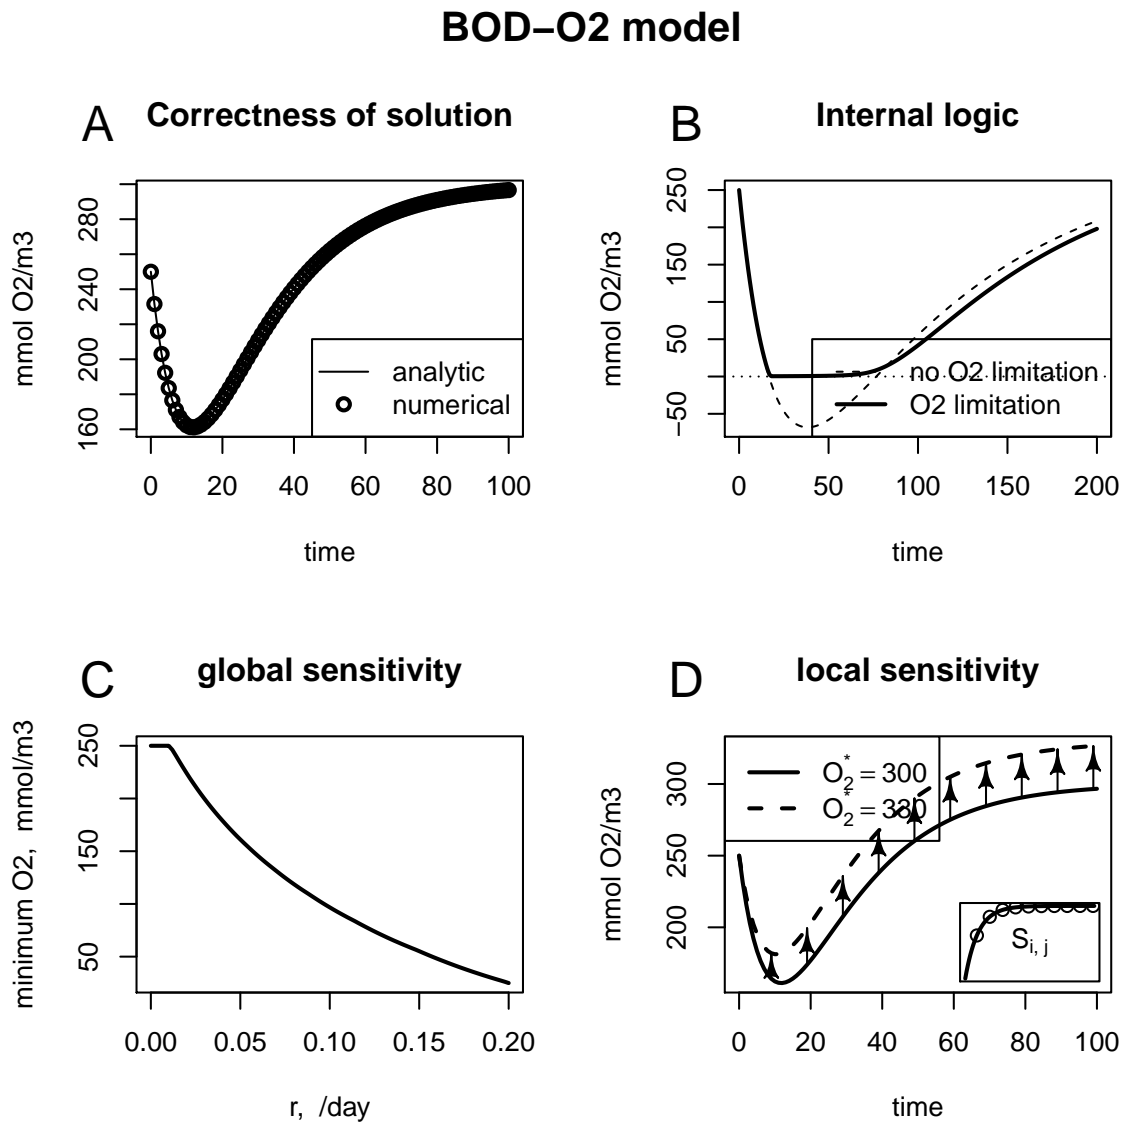 BOD–O2 model
A
Correctness of solution
mmol O2/m3
160 200 240 280
analytic
numerical
0 20 40 60 80 100
time
B
Internal logic
mmol O2/m3
−50 50 150 250
no O2 limitation
O2 limitation
0 50 100 150 200
time
C
global sensitivity
minimum O2, mmol/m3
50 150 250
0.00 0.05 0.10 0.15 0.20
r, /day
D
local sensitivity
mmol O2/m3
200 250 300
O₂* = 300
O₂* = 330
S i, j
0 20 40 60 80 100
time